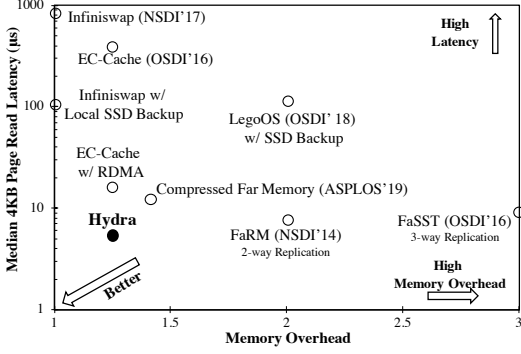 1000
Infiniswap (NSDI'17)
High
Latency
EC-Cache (OSDI'16)
Infiniswap w/
Local SSD Backup
100
LegoOS (OSDI' 18)
w/ SSD Backup
EC-Cache
w/ RDMA
Compressed Far Memory (ASPLOS'19)
10
Hydra
FaRM (NSDI'14)
2-way Replication
FaSST (OSDI'16)
3-way Replication
Better
High
Memory Overhead
1
1
1.5
2
2.5
3
Memory Overhead
Median 4KB Page Read Latency (μs)